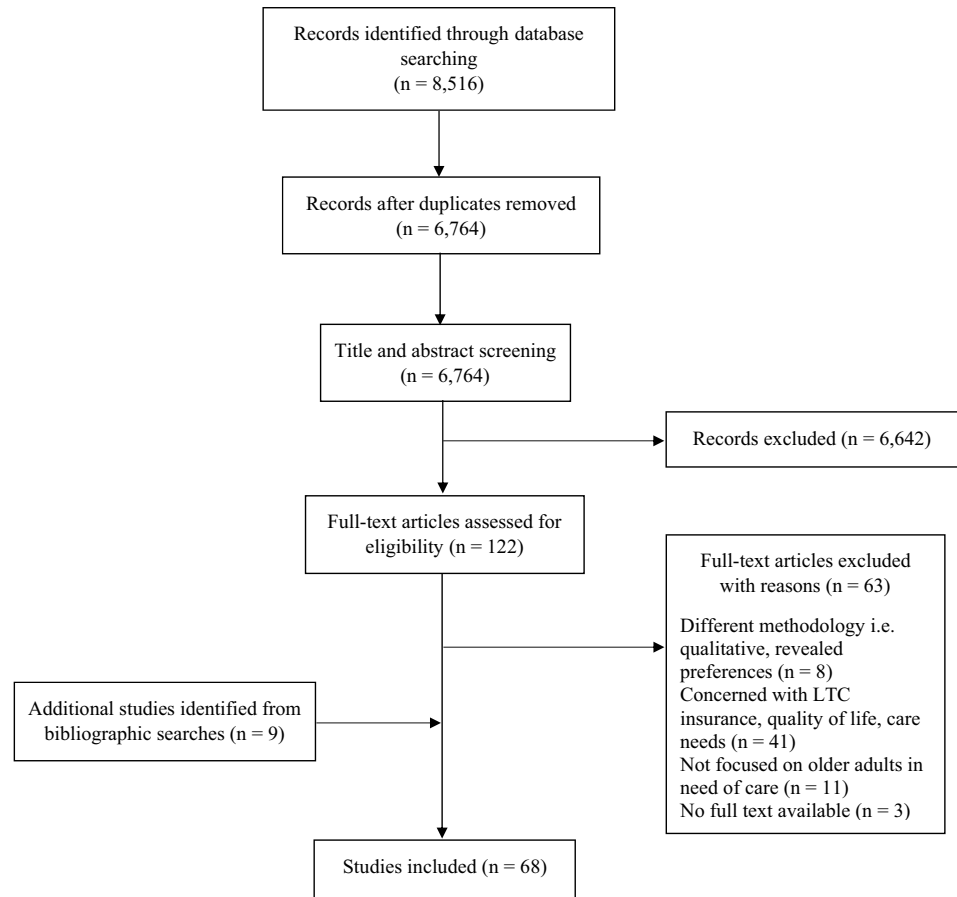 Records identified through database
searching
(n = 8,516)
Records after duplicates removed
(n = 6,764)
Title and abstract screening
(n = 6,764)
Records excluded (n = 6,642)
Full-text articles assessed for
eligibility (n = 122)
Full-text articles excluded
with reasons (n = 63)
Different methodology i.e.
qualitative, revealed
preferences (n = 8)
Concerned with LTC
insurance, quality of life, care
needs (n = 41)
Not focused on older adults in
need of care (n = 11)
No full text available (n = 3)
Additional studies identified from
bibliographic searches (n = 9)
Studies included (n = 68)